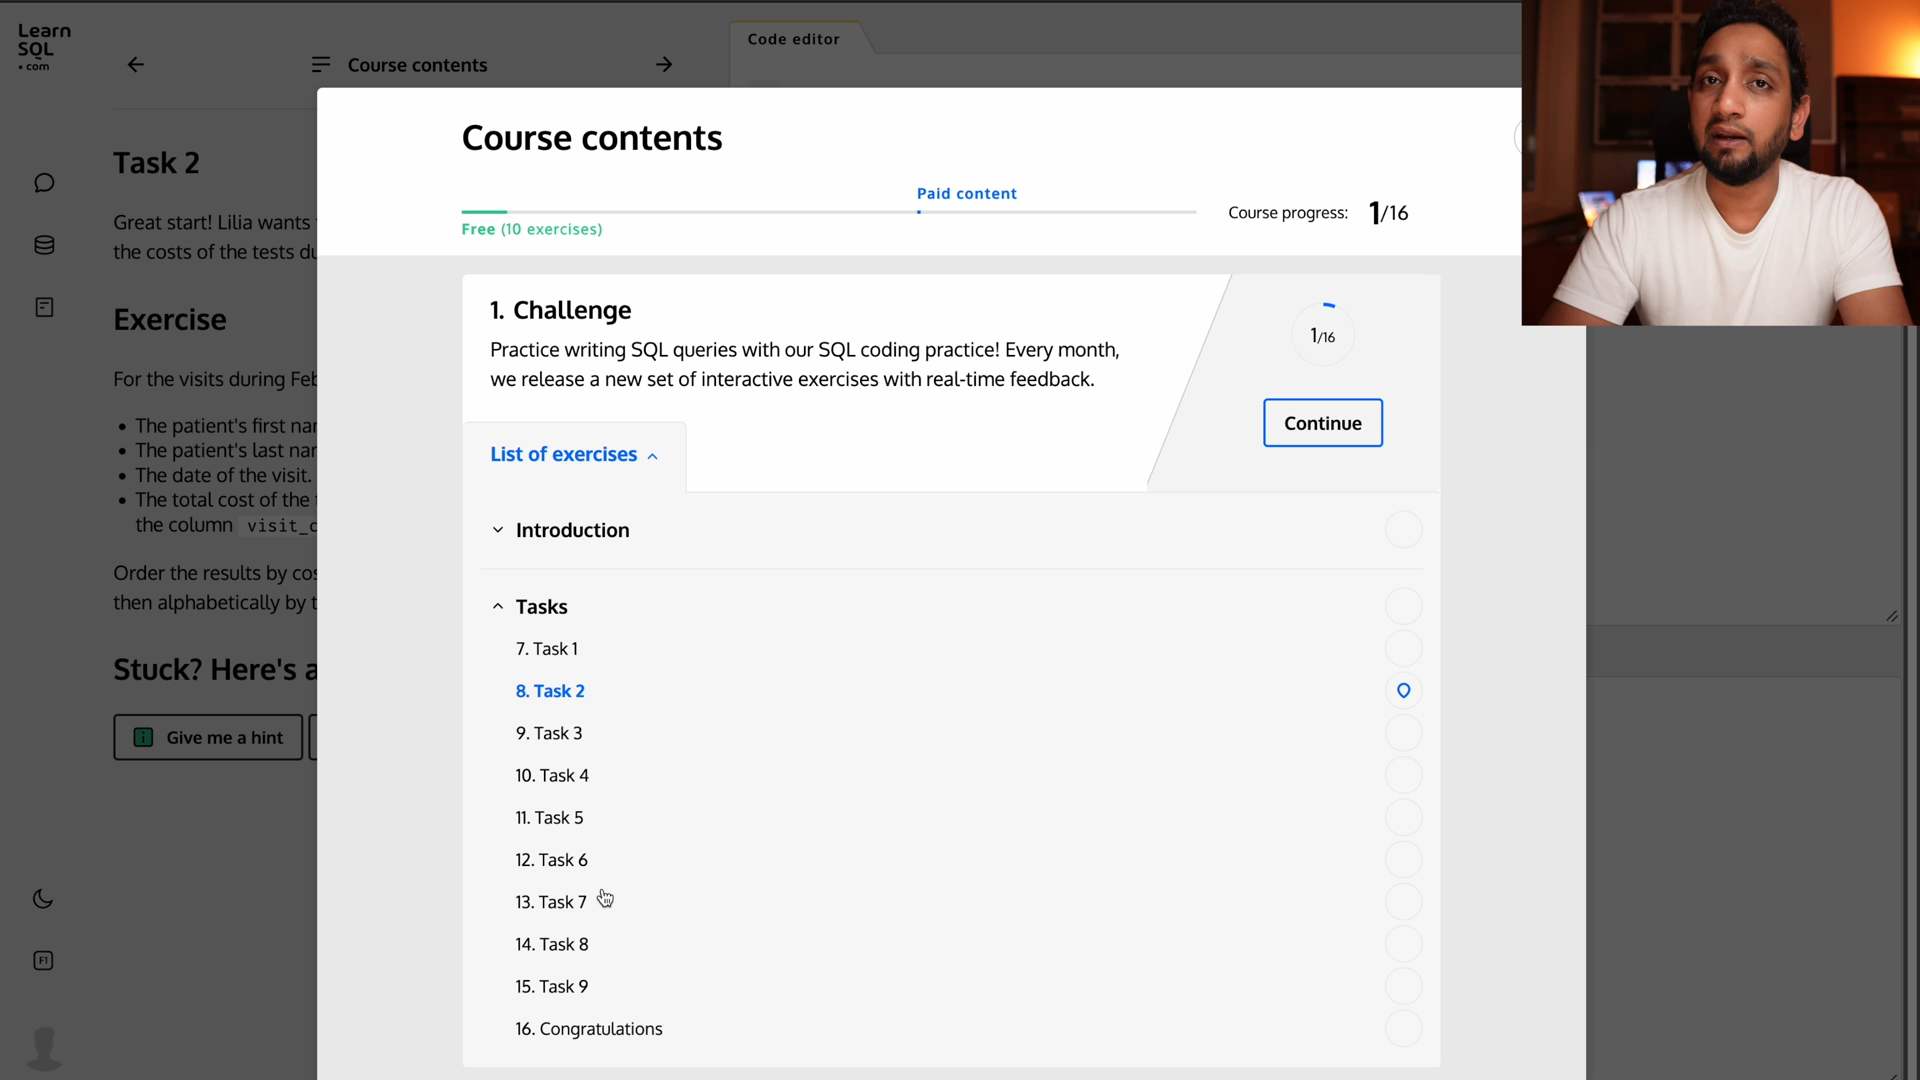 Learn
SQL
.com
Course contents
Code editor
Task 2
Great start! Lilia wants
the costs of the tests du
Exercise
For the visits during Feb
The patient's first nar
The patient's last nar
The date of the visit.
The total cost of the
the column visit_c
Order the results by cos
then alphabetically by t
Stuck? Here's a
Give me a hint
F1
Course contents
Paid content
Free (10 exercises)
Course progress: 1/16
1. Challenge
Practice writing SQL queries with our SQL coding practice! Every month,
we release a new set of interactive exercises with real-time feedback.
1/16
Continue
List of exercises
Introduction
Tasks
7. Task 1
8. Task 2
9. Task 3
10. Task 4
11. Task 5
12. Task 6
13. Task 7
14. Task 8
15. Task 9
16. Congratulations